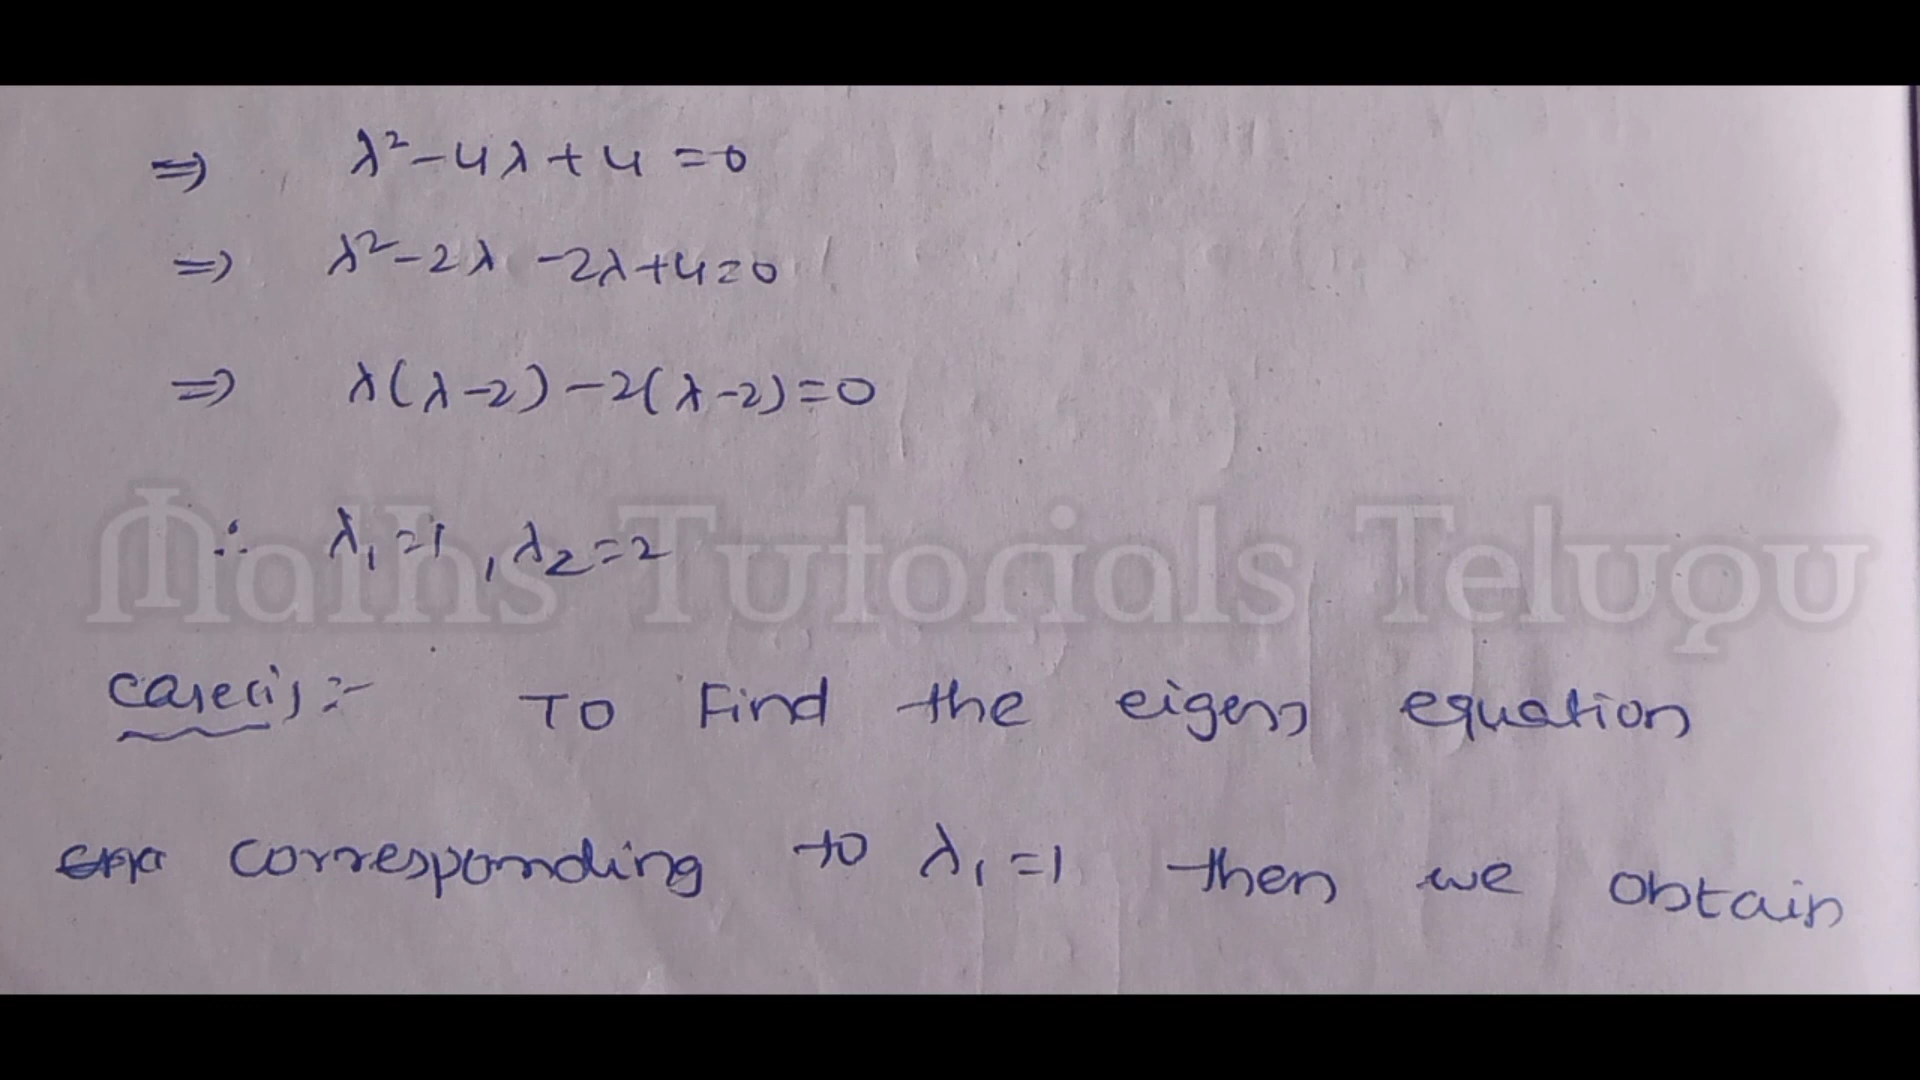 ⇒ λ²-4λ+4=0
⇒ λ²-2λ-2λ+4=0
⇒ λ(λ-2)-2(λ-2)=0
∴ λ₁=1, λ₂=2
Maths Tutorials Telugu
case(i):- To Find the eigen equation
corresponding to λ₁=1 then we obtain